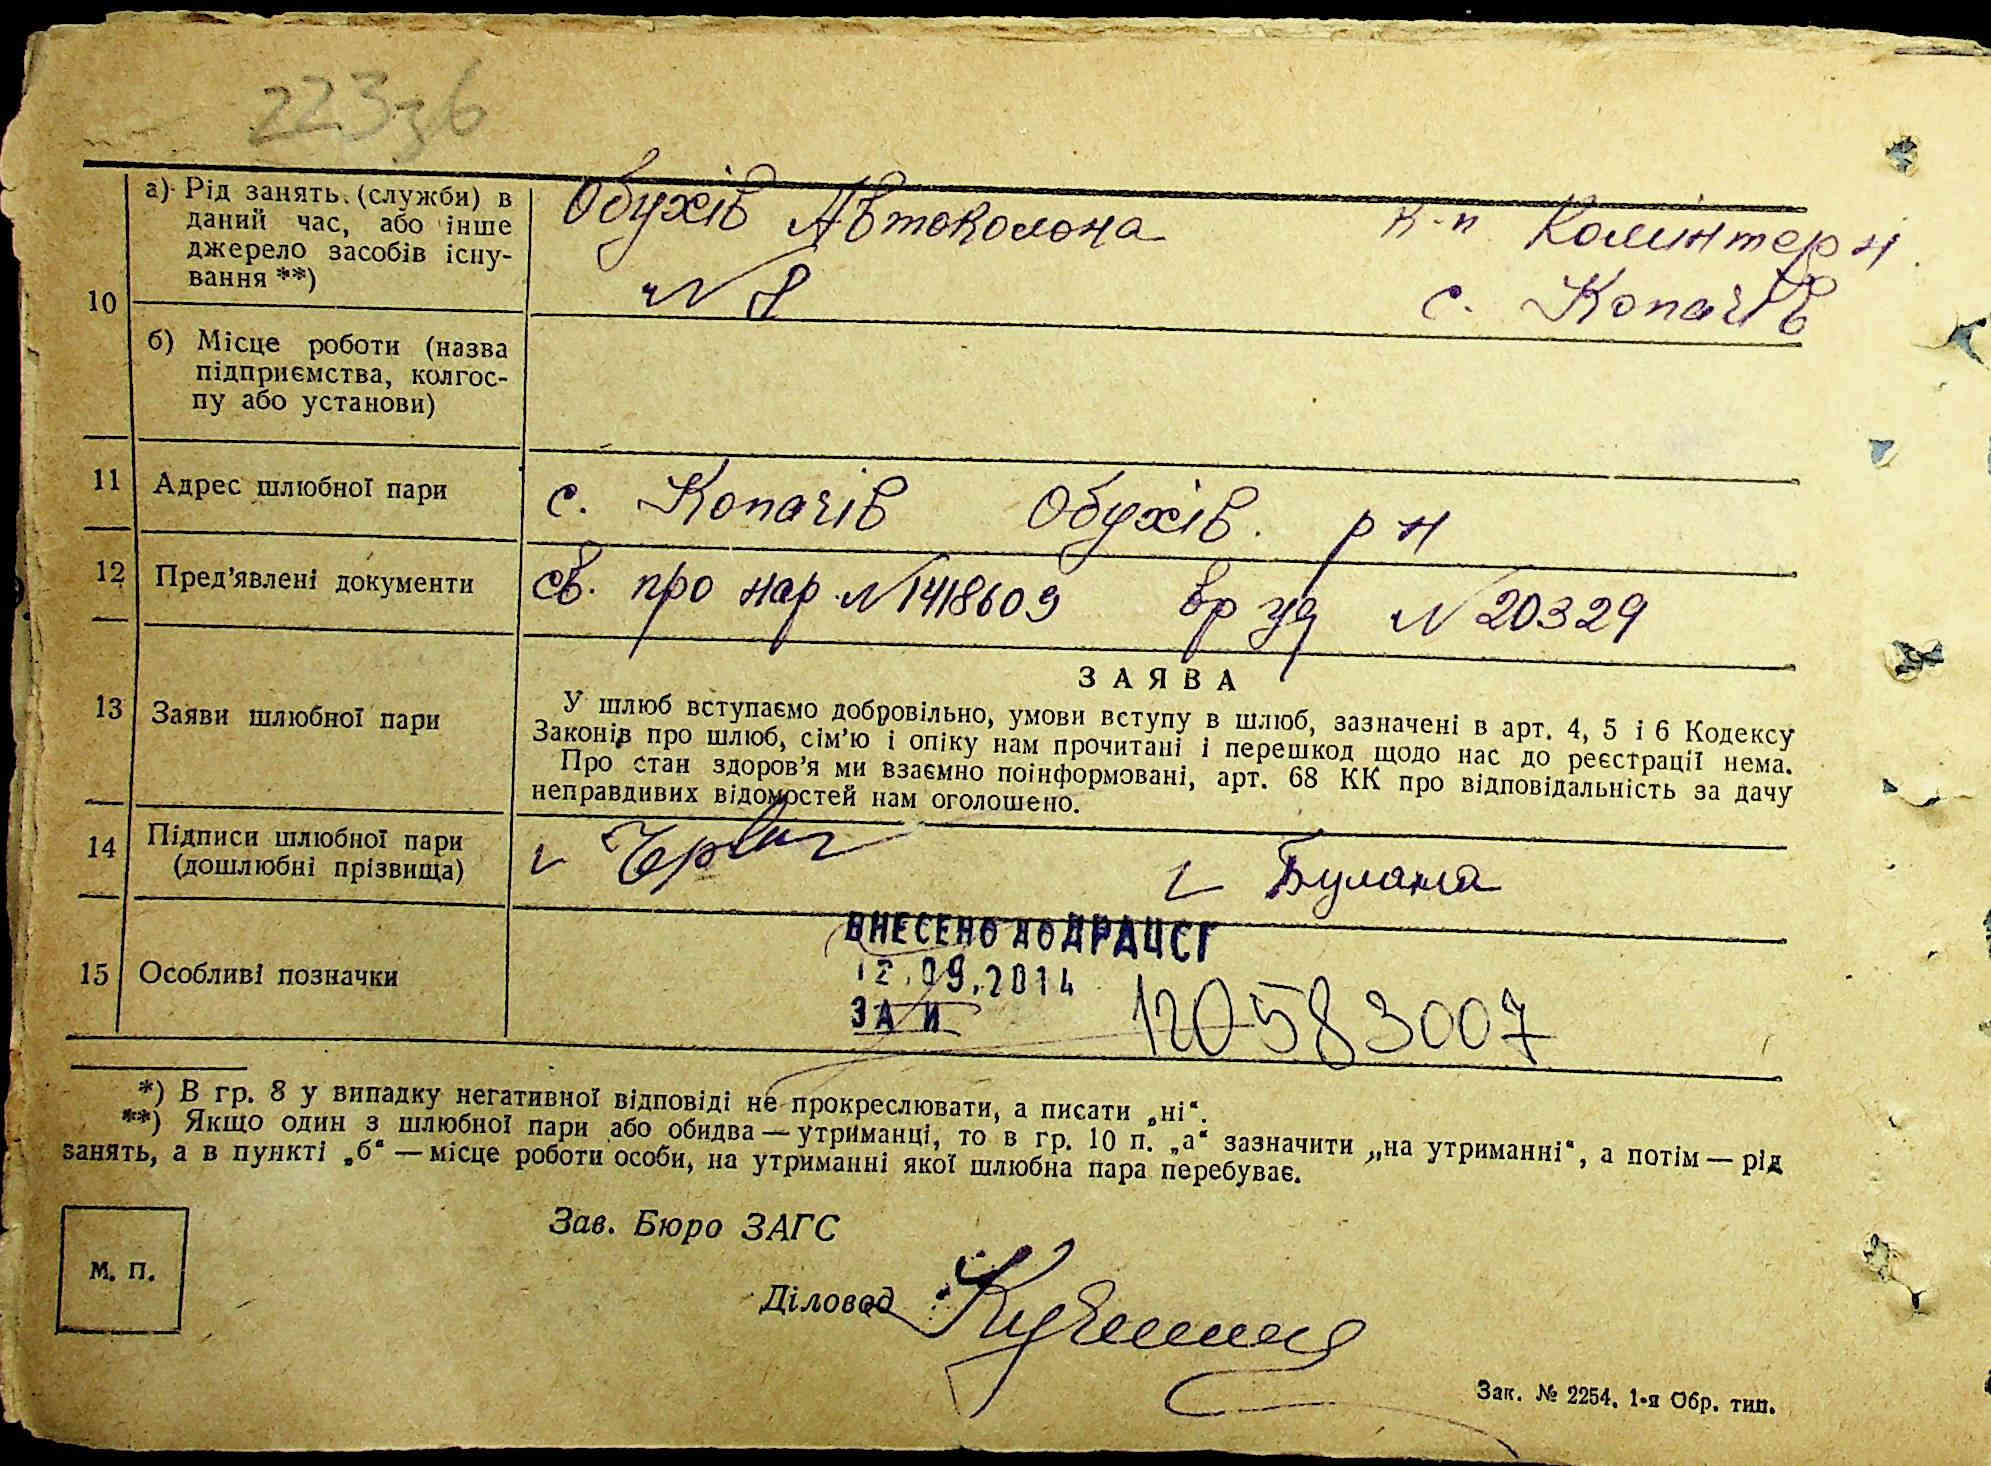 223зб
10
а) Рід занять (служби) в
даний час, або інше
джерело засобів існу-
вання **)
Обухів Автоколона
№ 8
к-п Комінтерн
с. Копачів
б) Місце роботи (назва
підприємства, колгос-
пу або установи)
11 Адрес шлюбної пари
с. Копачів Обухів. р н
12 Пред'явлені документи
св. про нар. № 1418609 вр уд № 20329
13 Заяви шлюбної пари
ЗАЯВА
У шлюб вступаємо добровільно, умови вступу в шлюб, зазначені в арт. 4, 5 і 6 Кодексу
Законів про шлюб, сім'ю і опіку нам прочитані і перешкод щодо нас до реєстрації нема.
Про стан здоров'я ми взаємно поінформовані, арт. 68 КК про відповідальність за дачу
неправдивих відомостей нам оголошено.
14 Підписи шлюбної пари
(дошлюбні прізвища)
15 Особливі позначки
ВНЕСЕНО ДО ДРАЦСГ
12.09.2014
ЗА И
120583007
*) В гр. 8 у випадку негативної відповіді не прокреслювати, а писати „ні“.
**) Якщо один з шлюбної пари або обидва — утриманці, то в гр. 10 п. „а“ зазначити „на утриманні“, а потім — рід
занять, а в пункті „б“ — місце роботи особи, на утриманні якої шлюбна пара перебуває.
Зав. Бюро ЗАГС
М. П.
Діловод
Зак. № 2254. 1-я Обр. тип.